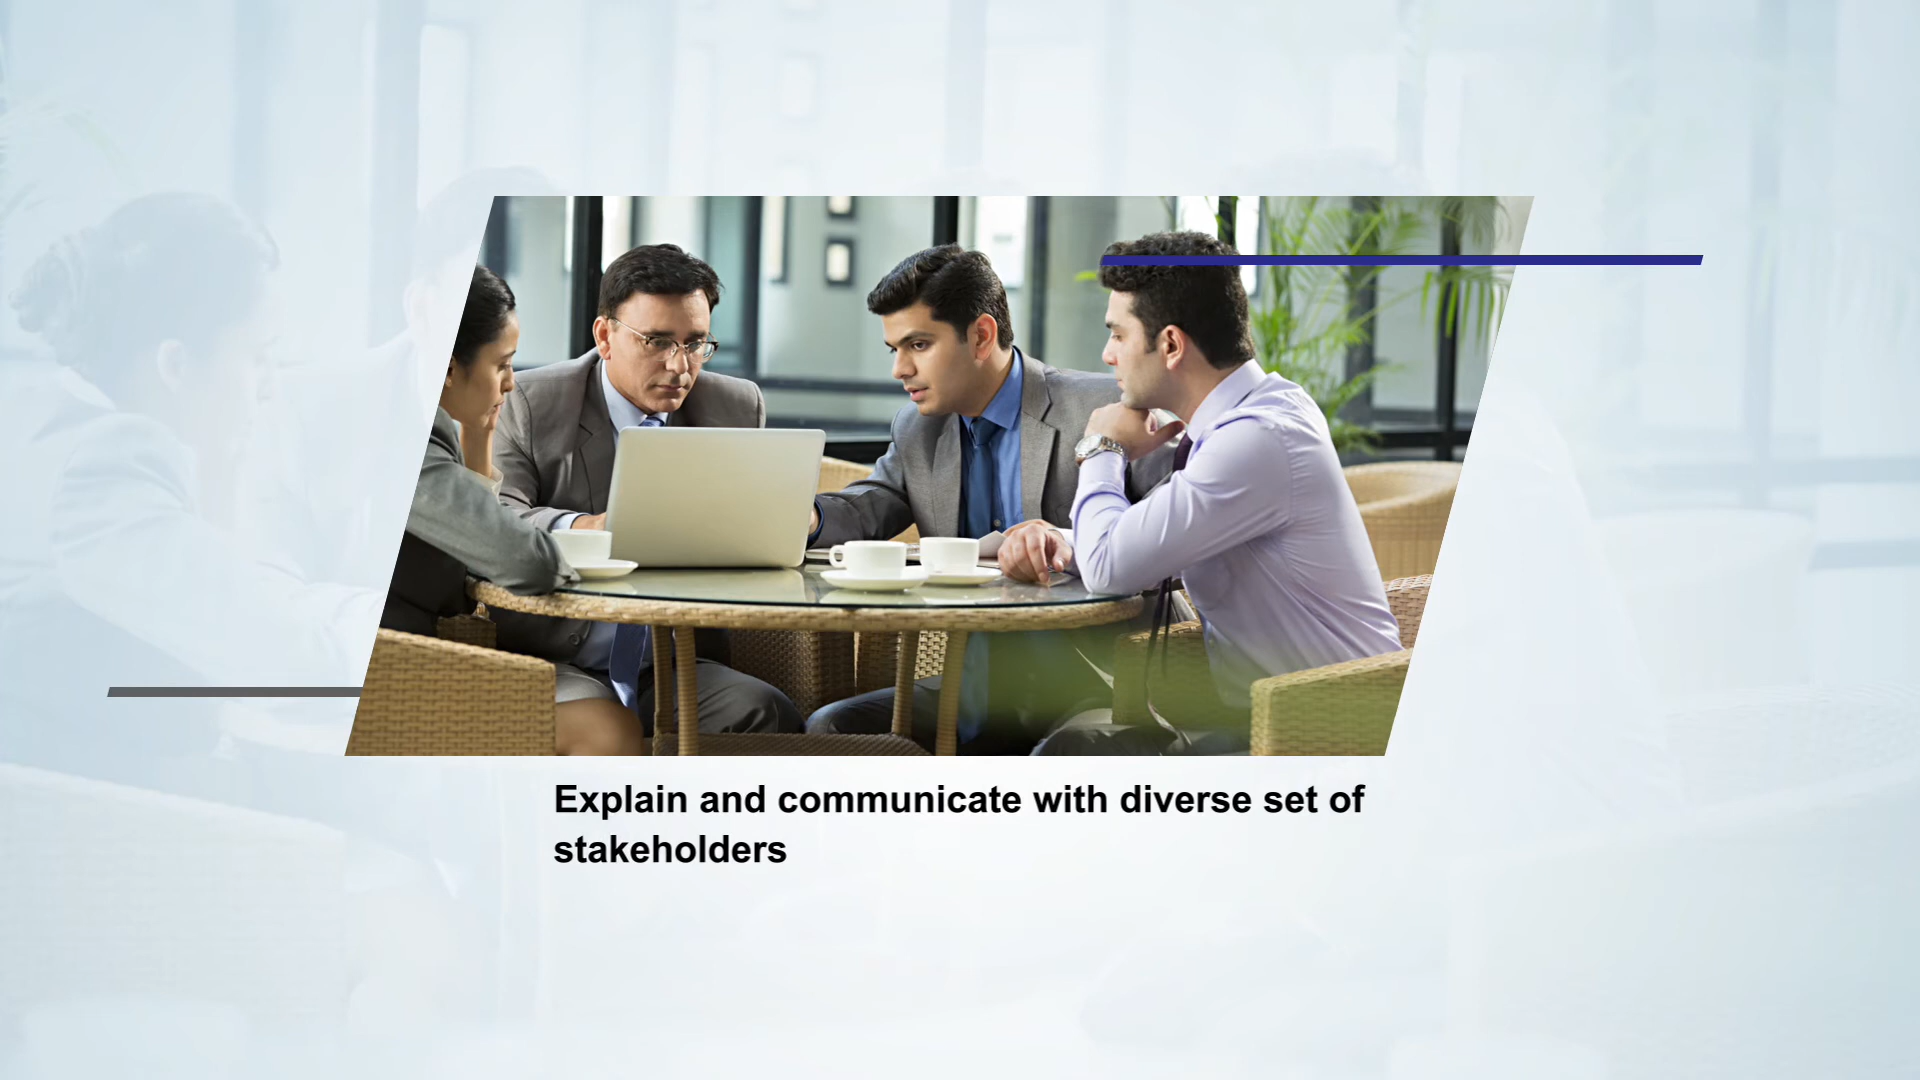 Explain and communicate with diverse set of
stakeholders